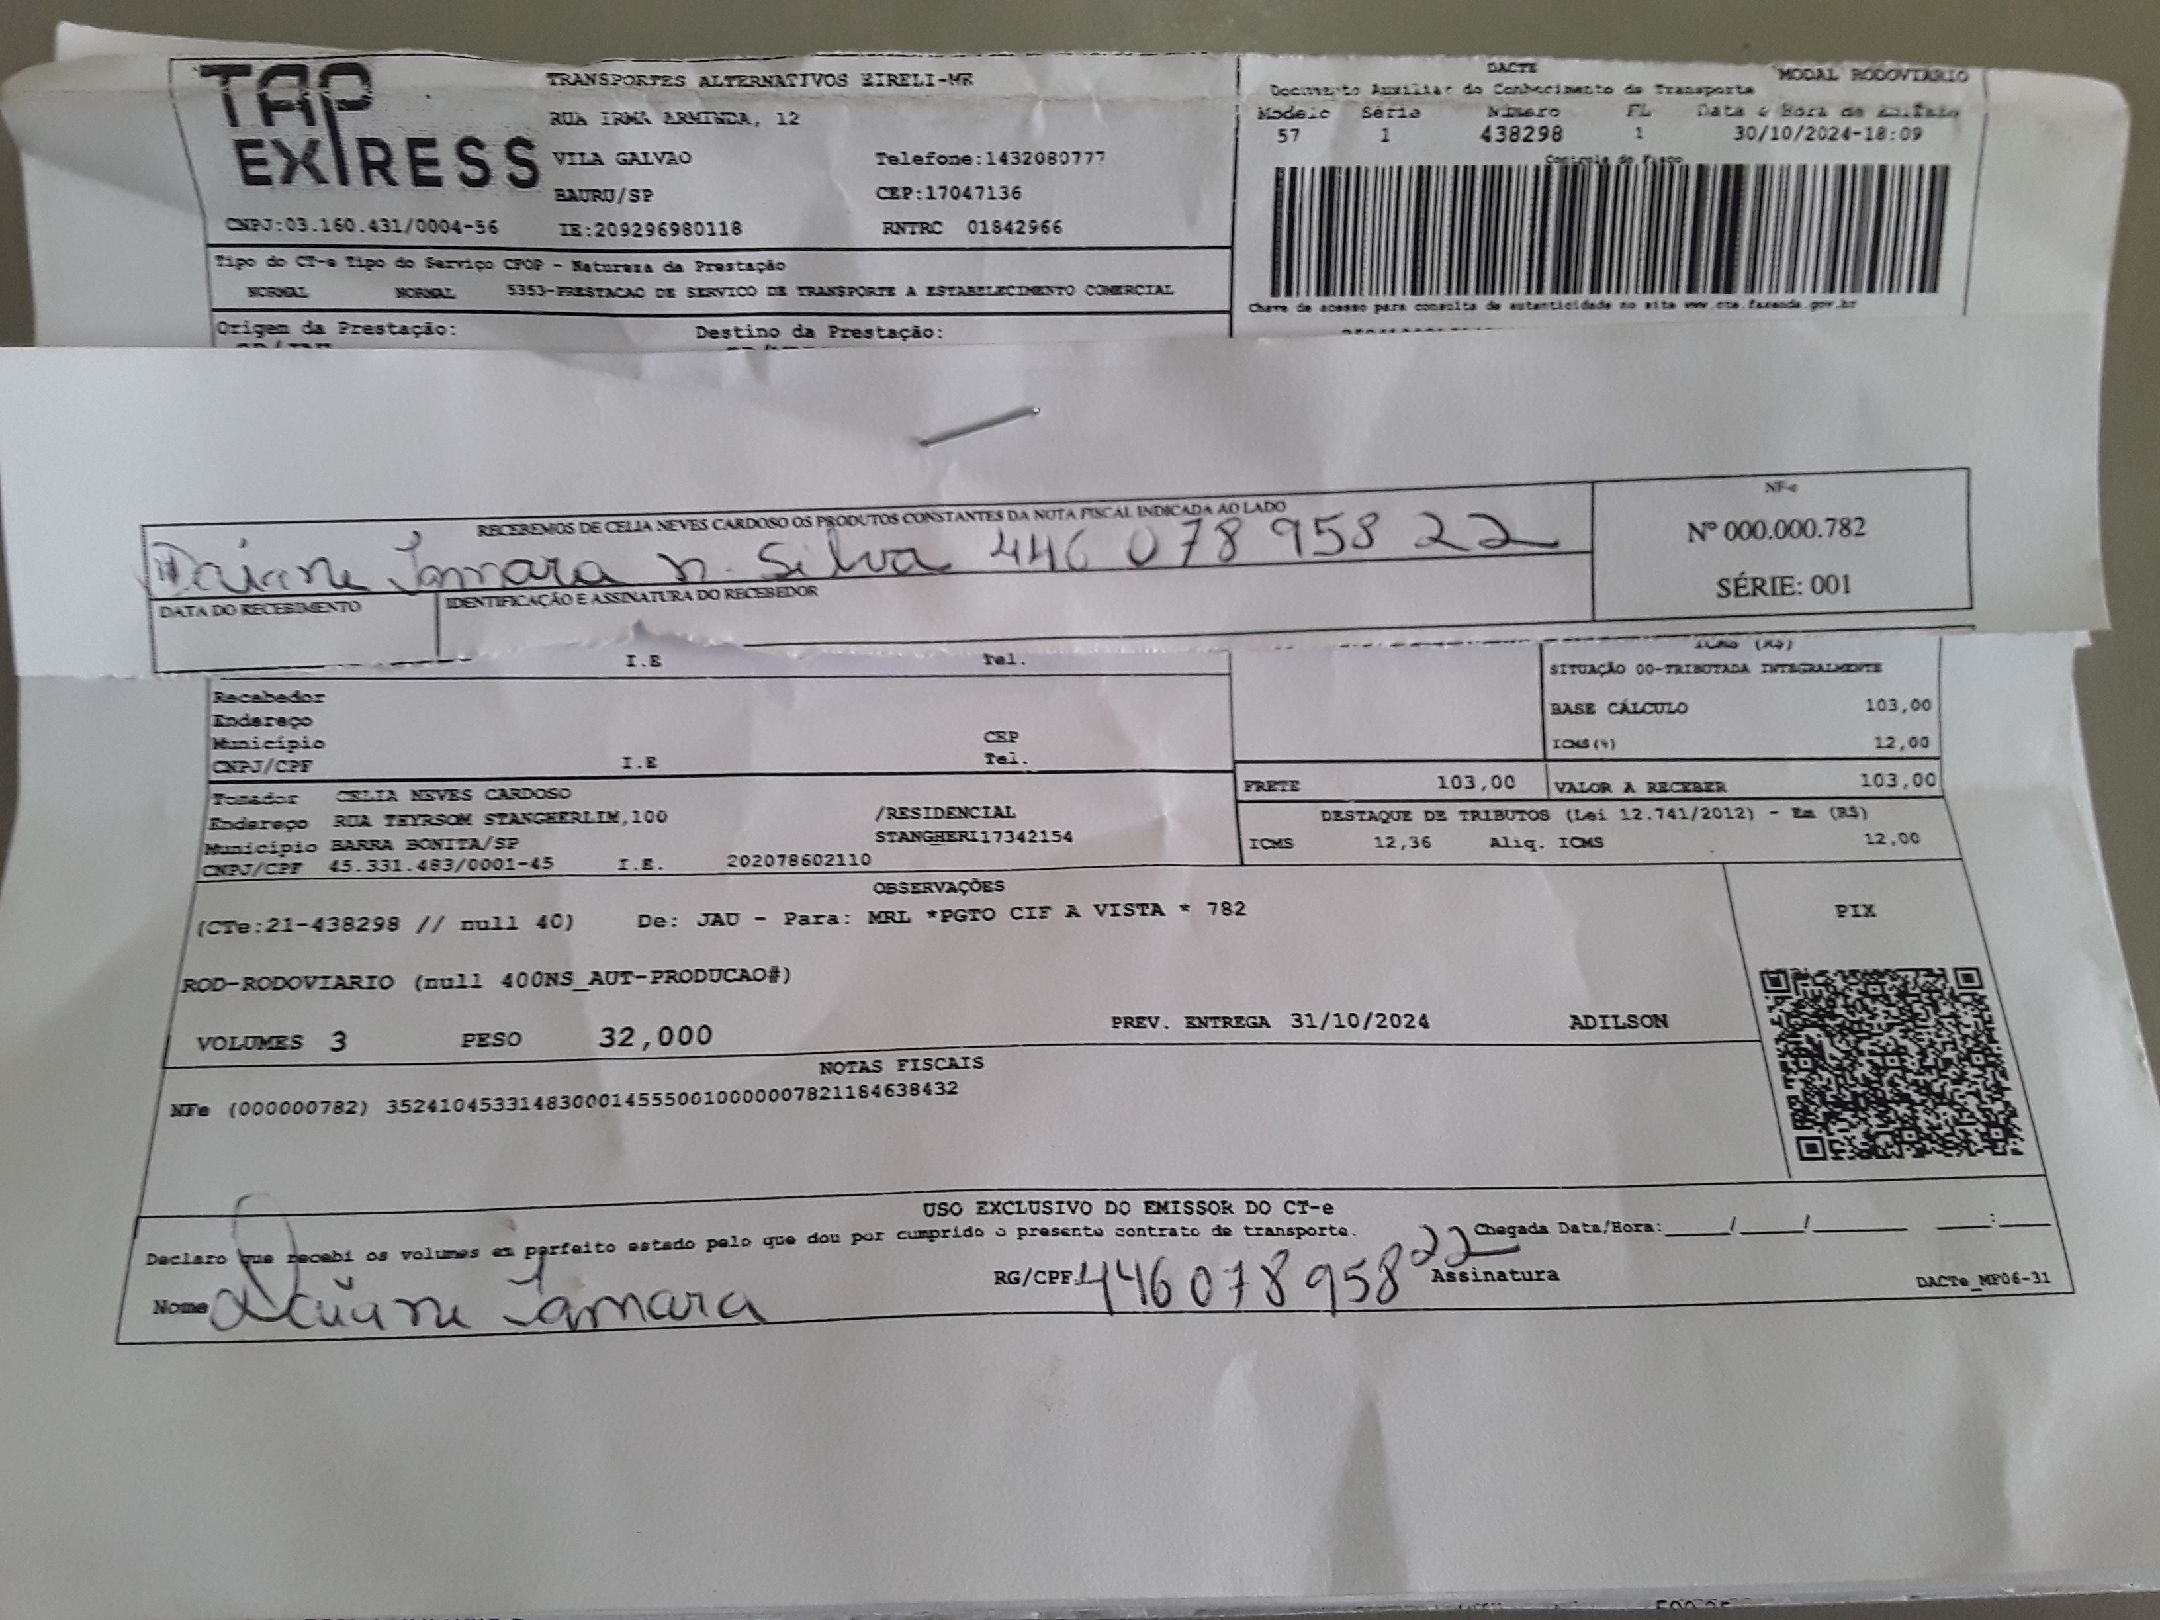 TAP EXPRESS
TRANSPORTES ALTERNATIVOS EIRELI-ME
RUA IRMA ARMINDA, 12
VILA GALVAO Telefone:1432080777
BAURU/SP CEP:17047136
CNPJ:03.160.431/0004-56 IE:209296980118 RNTRC 01842966
DACTE MODAL RODOVIARIO
Documento Auxiliar do Conhecimento de Transporte
Modelo Série Número FL Data e Hora de Emissão
57 1 438298 1 30/10/2024-18:09
Controle do Fisco
Chave de acesso para consulta de autenticidade no site www.cte.fazenda.gov.br
Tipo do CT-e Tipo do Serviço CFOP - Natureza da Prestação
NORMAL NORMAL 5353-PRESTACAO DE SERVICO DE TRANSPORTE A ESTABELECIMENTO COMERCIAL
Origem da Prestação: Destino da Prestação:
RECEBEMOS DE CELIA NEVES CARDOSO OS PRODUTOS CONSTANTES DA NOTA FISCAL INDICADA AO LADO
Daiane Tamara n. Silva 446 078 958 22
DATA DO RECEBIMENTO IDENTIFICAÇÃO E ASSINATURA DO RECEBEDOR
NF-e
Nº 000.000.782
SÉRIE: 001
I.E Tel.
Recebedor
Endereço
Município CEP
CNPJ/CPF I.E Tel.
ICMS (R$)
SITUAÇÃO 00-TRIBUTADA INTEGRALMENTE
BASE CÁLCULO 103,00
ICMS(%) 12,00
FRETE 103,00 VALOR A RECEBER 103,00
Tomador CELIA NEVES CARDOSO
Endereço RUA THYRSOM STANGHERLIM,100 /RESIDENCIAL
Município BARRA BONITA/SP STANGHERI17342154
CNPJ/CPF 45.331.483/0001-45 I.E. 202078602110
DESTAQUE DE TRIBUTOS (Lei 12.741/2012) - Em (R$)
ICMS 12,36 Aliq. ICMS 12,00
OBSERVAÇÕES
(CTe:21-438298 // null 40) De: JAU - Para: MRL *PGTO CIF A VISTA * 782
ROD-RODOVIARIO (null 400NS_AUT-PRODUCAO#)
VOLUMES 3 PESO 32,000 PREV. ENTREGA 31/10/2024 ADILSON
PIX
NOTAS FISCAIS
NFe (000000782) 35241045331483000145550010000007821184638432
USO EXCLUSIVO DO EMISSOR DO CT-e
Declaro que recebi os volumes em perfeito estado pelo que dou por cumprido o presente contrato de transporte. Chegada Data/Hora:____/____/______ ____:____
Nome Daiane Tamara RG/CPF 446 078 958 22 Assinatura DACTe_MF06-31